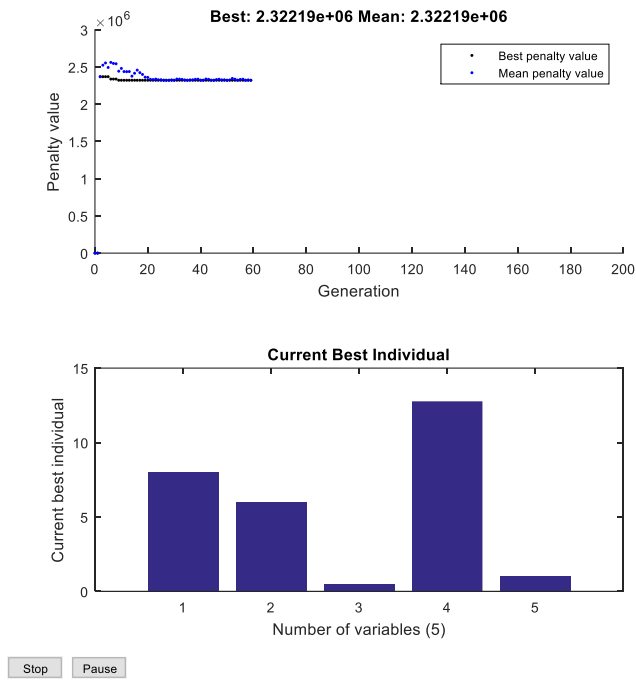 Best: 2.32219e+06 Mean: 2.32219e+06
×10^6
3
2.5
2
1.5
1
0.5
0
Penalty value
Best penalty value
Mean penalty value
0 20 40 60 80 100 120 140 160 180 200
Generation
Current Best Individual
15
10
5
0
Current best individual
1 2 3 4 5
Number of variables (5)
Stop Pause